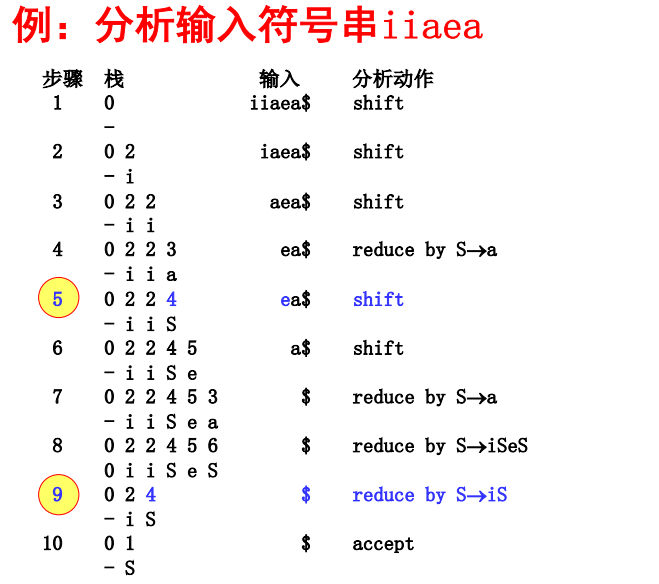 例：分析输入符号串iiaea
步骤 栈 输入 分析动作
1 0 iiaea$ shift
-
2 0 2 iaea$ shift
- i
3 0 2 2 aea$ shift
- i i
4 0 2 2 3 ea$ reduce by S→a
- i i a
5 0 2 2 4 ea$ shift
- i i S
6 0 2 2 4 5 a$ shift
- i i S e
7 0 2 2 4 5 3 $ reduce by S→a
- i i S e a
8 0 2 2 4 5 6 $ reduce by S→iSeS
0 i i S e S
9 0 2 4 $ reduce by S→iS
- i S
10 0 1 $ accept
- S